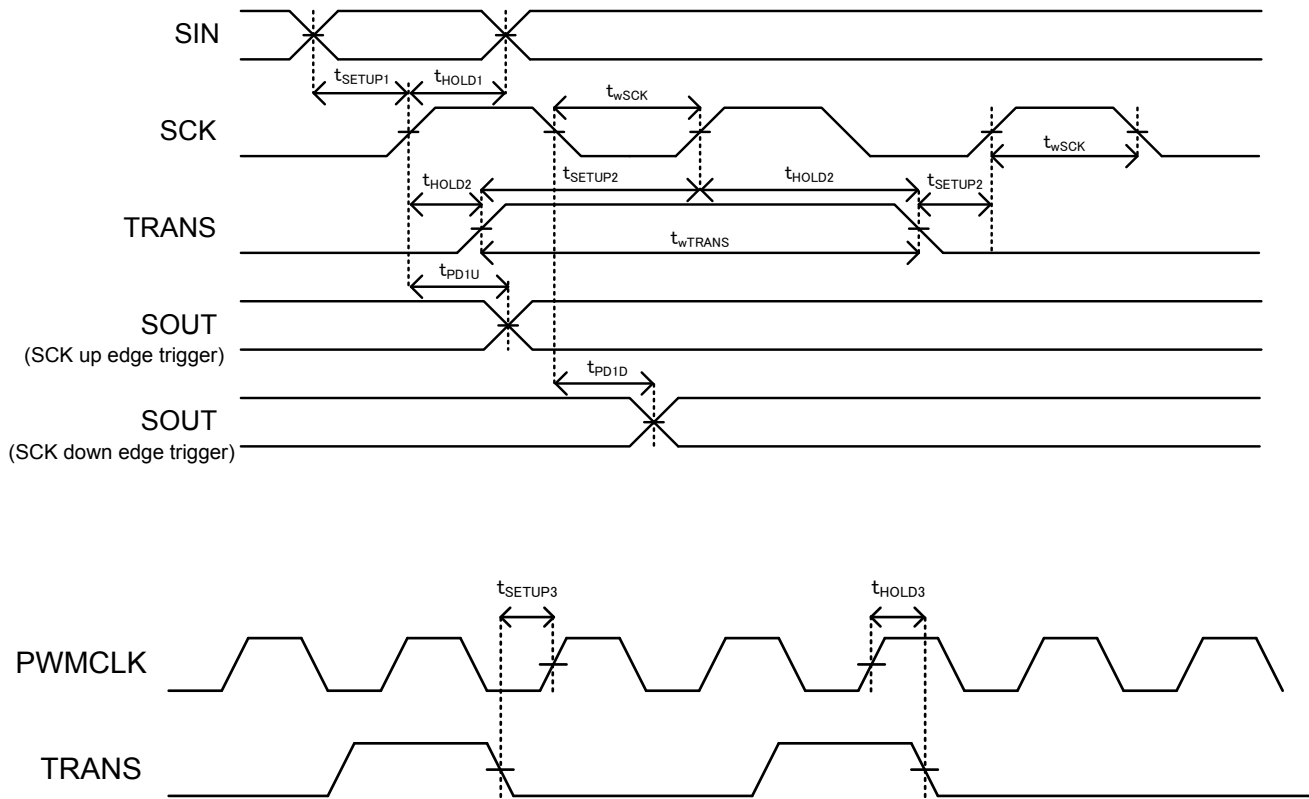 SIN
tSETUP1
tHOLD1
twSCK
SCK
twSCK
tHOLD2
tSETUP2
tHOLD2
tSETUP2
TRANS
twTRANS
tPD1U
SOUT
(SCK up edge trigger)
tPD1D
SOUT
(SCK down edge trigger)
tSETUP3
tHOLD3
PWMCLK
TRANS